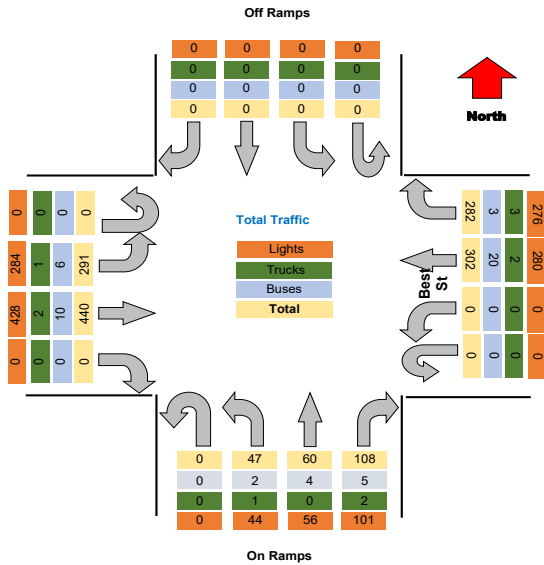 Off Ramps
0 0 0 0
0 0 0 0
0 0 0 0
0 0 0 0
North
0 0 0 0
284 1 6 291
428 2 10 440
0 0 0 0
Total Traffic
Lights
Trucks
Buses
Total
Best
St
282 3 3 276
302 20 2 280
0 0 0 0
0 0 0 0
0 47 60 108
0 2 4 5
0 1 0 2
0 44 56 101
On Ramps